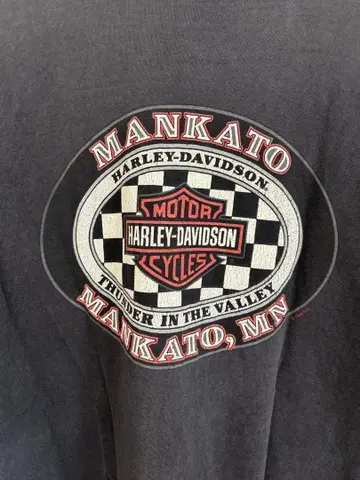 MANKATO
HARLEY-DAVIDSON
MOTOR
HARLEY-DAVIDSON
CYCLES
THUNDER IN THE VALLEY
MANKATO, MN